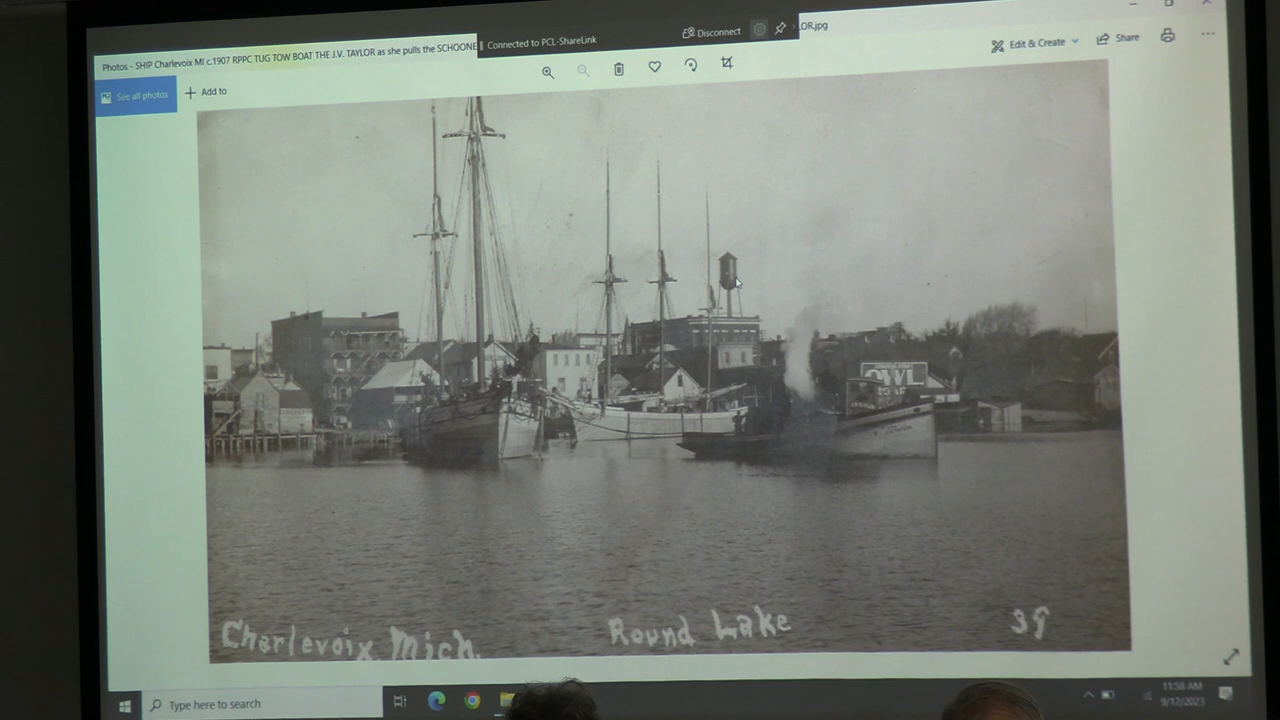 Photos - SHIP Charlevoix MI c.1907 RPPC TUG TOW BOAT THE J.V. TAYLOR as she pulls the SCHOONE
Connected to PCL-ShareLink
Disconnect
OR.jpg
See all photos
Add to
Edit & Create
Share
OWL
Charlevoix, Mich.
Round Lake
39
Type here to search
11:58 AM
9/12/2023